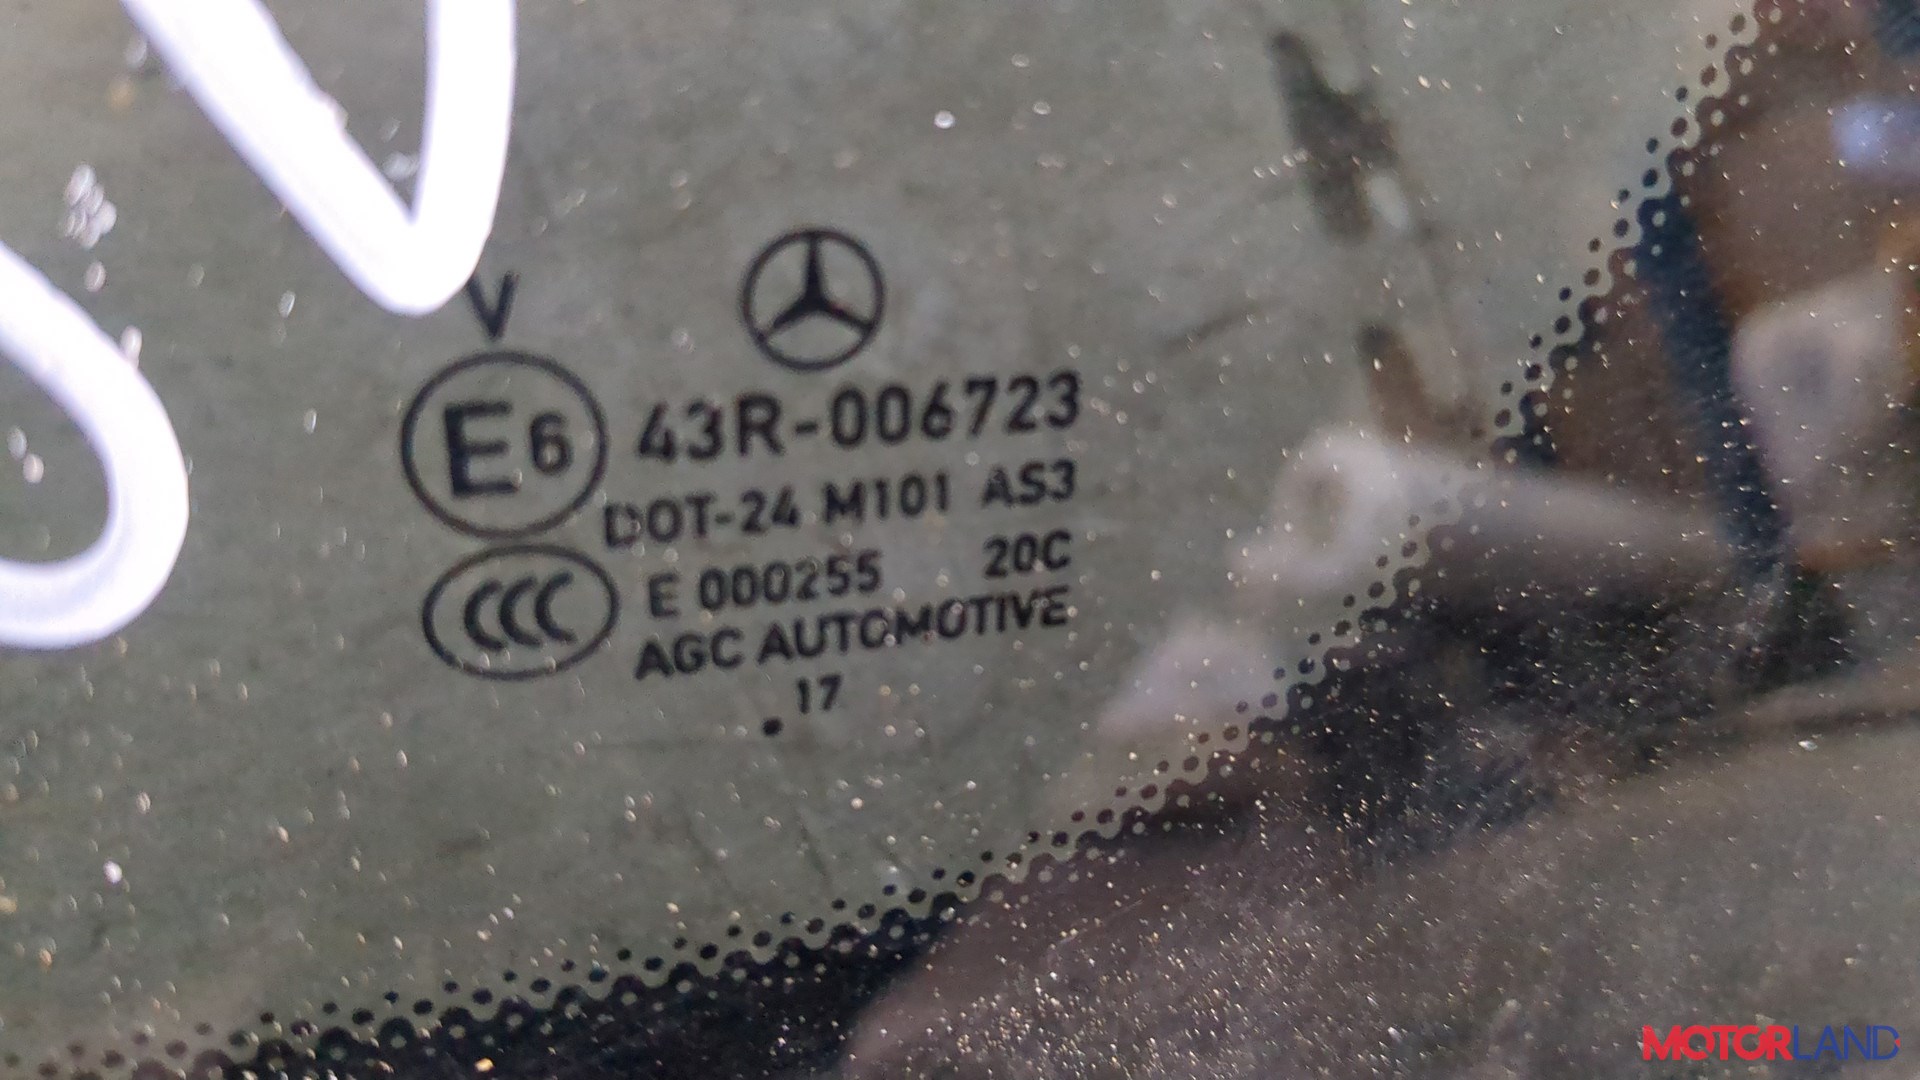 V
E6 43R-006723
DOT-24 M101 AS3
CCC E 000255 20C
AGC AUTOMOTIVE
. 17
MOTORLAND